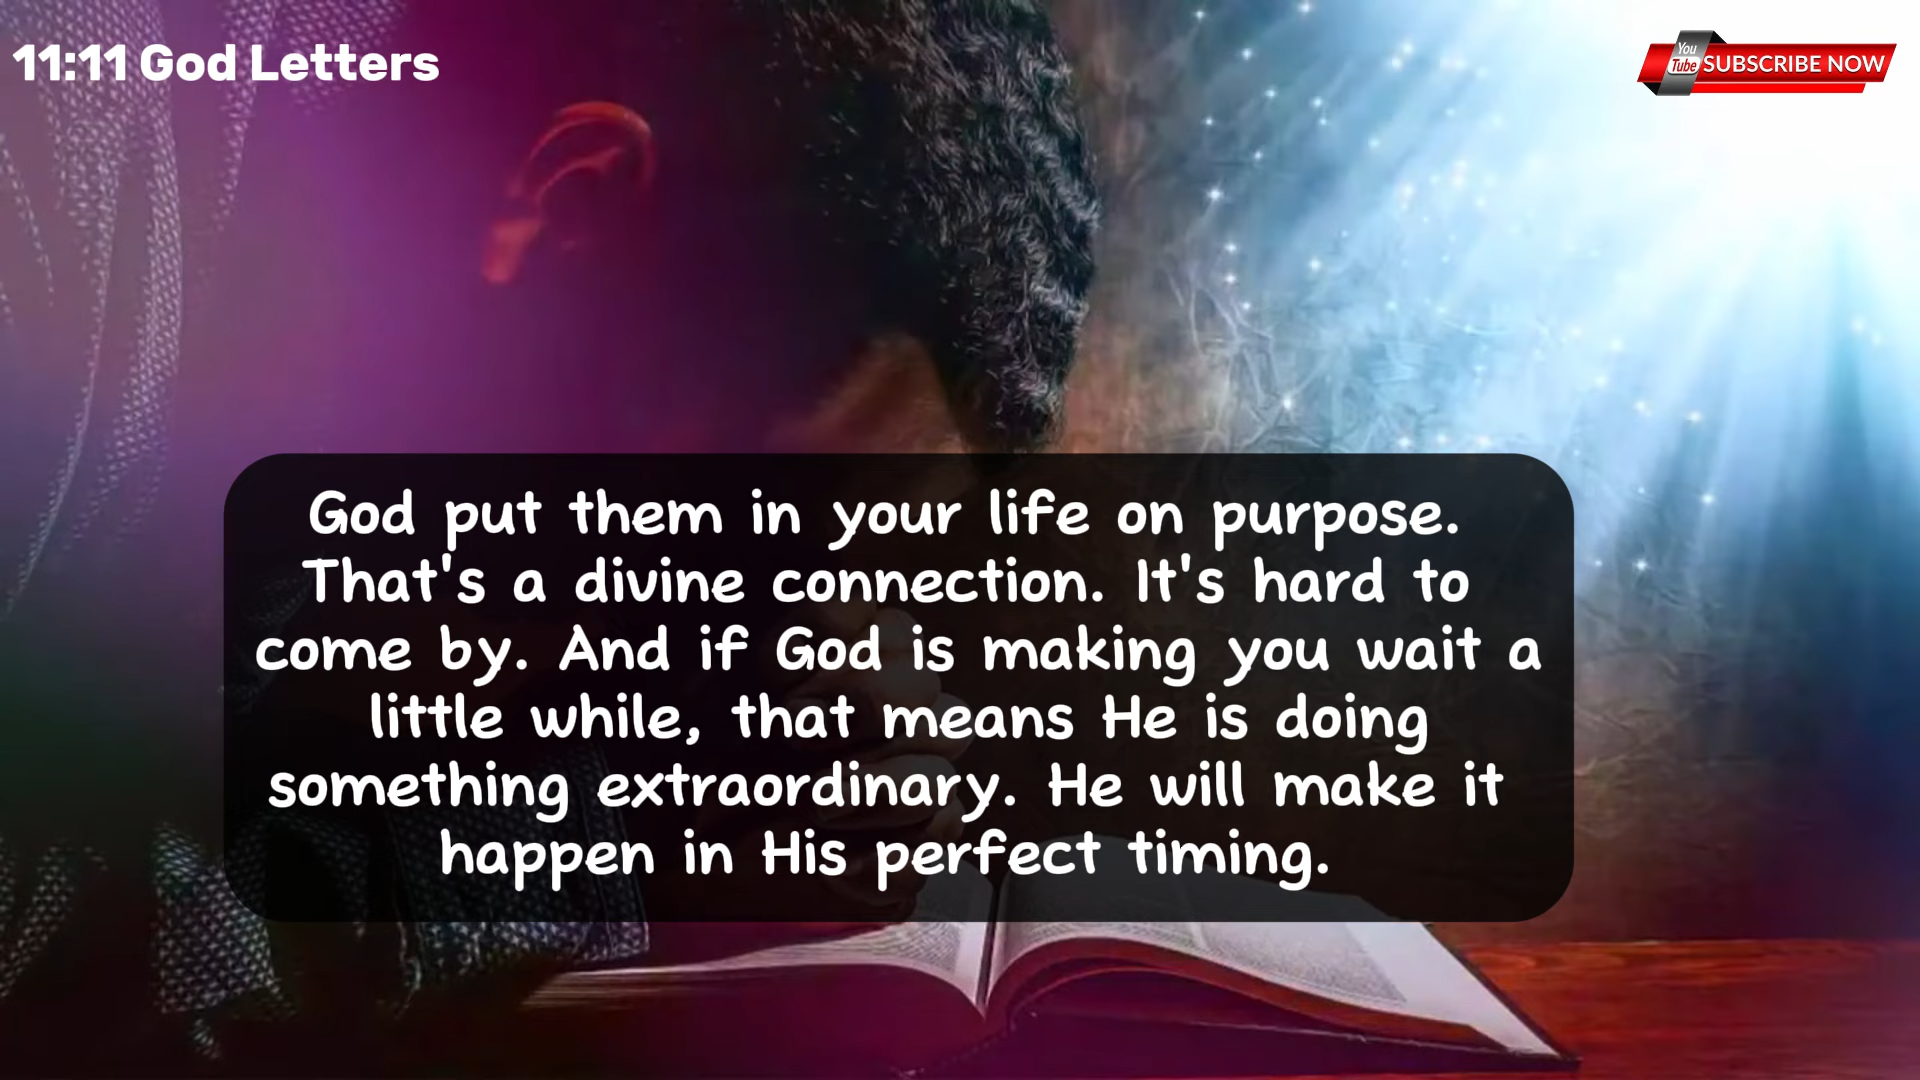 11:11 God Letters
You
Tube
SUBSCRIBE NOW
God put them in your life on purpose.
That's a divine connection. It's hard to
come by. And if God is making you wait a
little while, that means He is doing
something extraordinary. He will make it
happen in His perfect timing.